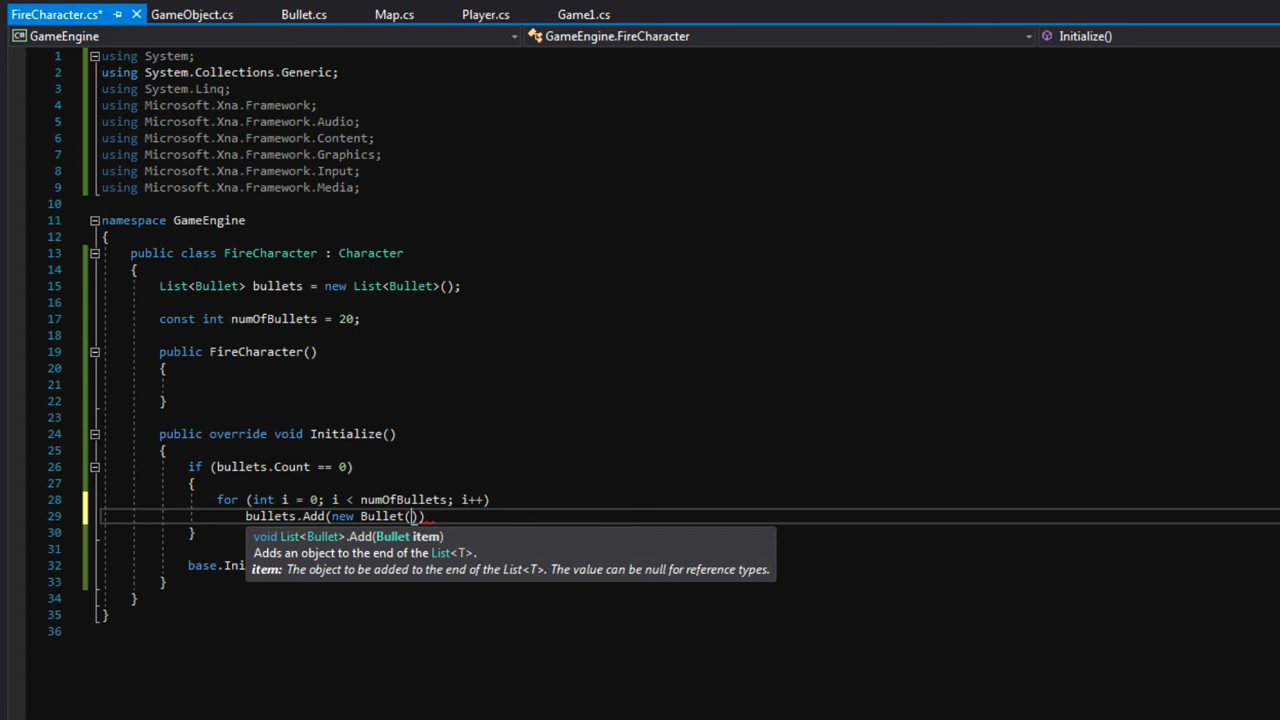 FireCharacter.cs* GameObject.cs Bullet.cs Map.cs Player.cs Game1.cs
C# GameEngine GameEngine.FireCharacter Initialize()
1 using System;
2 using System.Collections.Generic;
3 using System.Linq;
4 using Microsoft.Xna.Framework;
5 using Microsoft.Xna.Framework.Audio;
6 using Microsoft.Xna.Framework.Content;
7 using Microsoft.Xna.Framework.Graphics;
8 using Microsoft.Xna.Framework.Input;
9 using Microsoft.Xna.Framework.Media;
10
11 namespace GameEngine
12 {
13 public class FireCharacter : Character
14 {
15 List<Bullet> bullets = new List<Bullet>();
16
17 const int numOfBullets = 20;
18
19 public FireCharacter()
20 {
21
22 }
23
24 public override void Initialize()
25 {
26 if (bullets.Count == 0)
27 {
28 for (int i = 0; i < numOfBullets; i++)
29 bullets.Add(new Bullet())
30 }
void List<Bullet>.Add(Bullet item)
31
Adds an object to the end of the List<T>.
32 base.Ini
item: The object to be added to the end of the List<T>. The value can be null for reference types.
33 }
34 }
35 }
36